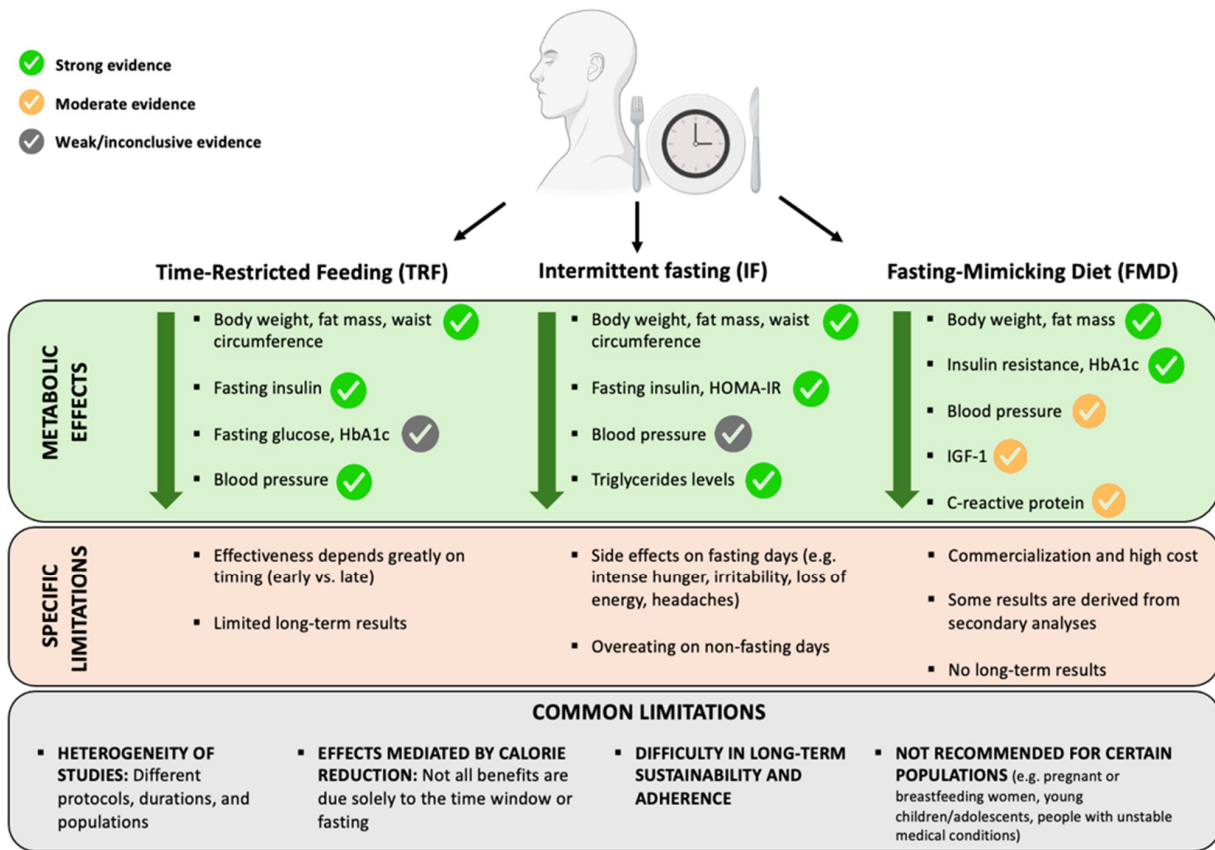 Strong evidence
Moderate evidence
Weak/inconclusive evidence
Time-Restricted Feeding (TRF)
Intermittent fasting (IF)
Fasting-Mimicking Diet (FMD)
METABOLIC
EFFECTS
▪ Body weight, fat mass, waist
circumference
▪ Fasting insulin
▪ Fasting glucose, HbA1c
▪ Blood pressure
▪ Body weight, fat mass, waist
circumference
▪ Fasting insulin, HOMA-IR
▪ Blood pressure
▪ Triglycerides levels
▪ Body weight, fat mass
▪ Insulin resistance, HbA1c
▪ Blood pressure
▪ IGF-1
▪ C-reactive protein
SPECIFIC
LIMITATIONS
▪ Effectiveness depends greatly on
timing (early vs. late)
▪ Limited long-term results
▪ Side effects on fasting days (e.g.
intense hunger, irritability, loss of
energy, headaches)
▪ Overeating on non-fasting days
▪ Commercialization and high cost
▪ Some results are derived from
secondary analyses
▪ No long-term results
COMMON LIMITATIONS
▪ HETEROGENEITY OF
STUDIES: Different
protocols, durations, and
populations
▪ EFFECTS MEDIATED BY CALORIE
REDUCTION: Not all benefits are
due solely to the time window or
fasting
▪ DIFFICULTY IN LONG-TERM
SUSTAINABILITY AND
ADHERENCE
▪ NOT RECOMMENDED FOR CERTAIN
POPULATIONS (e.g. pregnant or
breastfeeding women, young
children/adolescents, people with unstable
medical conditions)